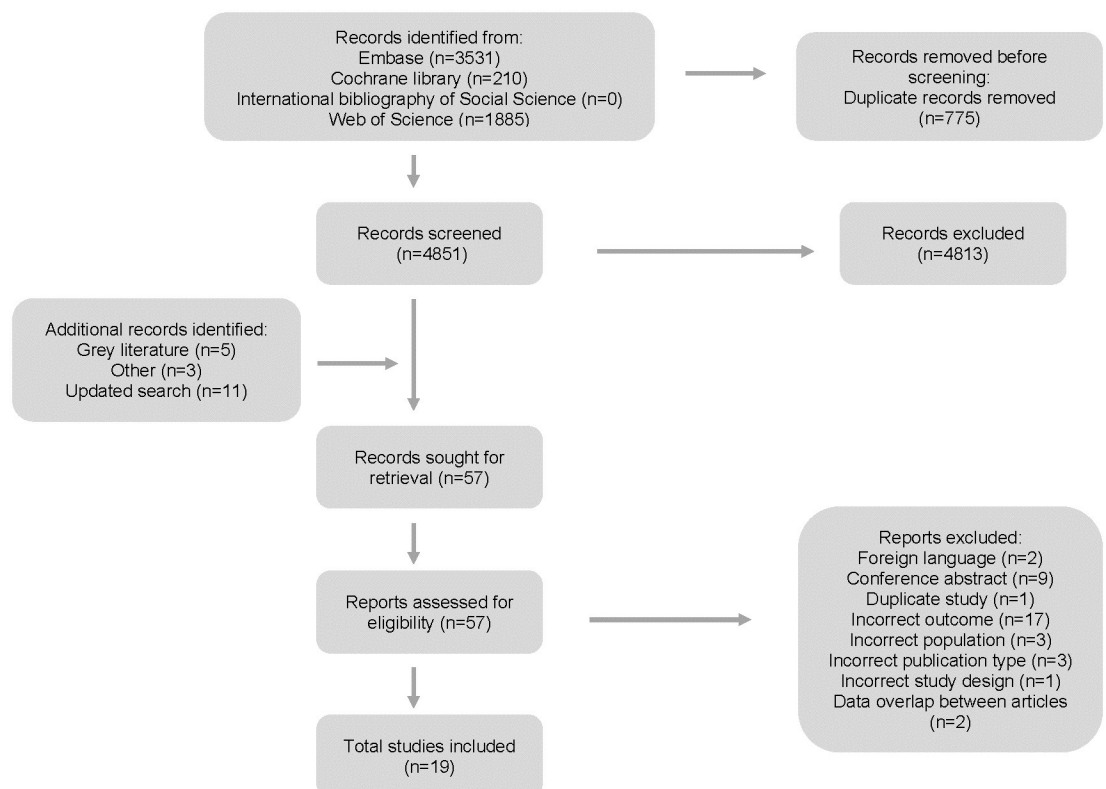 Records identified from:
Embase (n=3531)
Cochrane library (n=210)
International bibliography of Social Science (n=0)
Web of Science (n=1885)
Records removed before
screening:
Duplicate records removed
(n=775)
Records screened
(n=4851)
Records excluded
(n=4813)
Additional records identified:
Grey literature (n=5)
Other (n=3)
Updated search (n=11)
Records sought for
retrieval (n=57)
Reports assessed for
eligibility (n=57)
Reports excluded:
Foreign language (n=2)
Conference abstract (n=9)
Duplicate study (n=1)
Incorrect outcome (n=17)
Incorrect population (n=3)
Incorrect publication type (n=3)
Incorrect study design (n=1)
Data overlap between articles
(n=2)
Total studies included
(n=19)